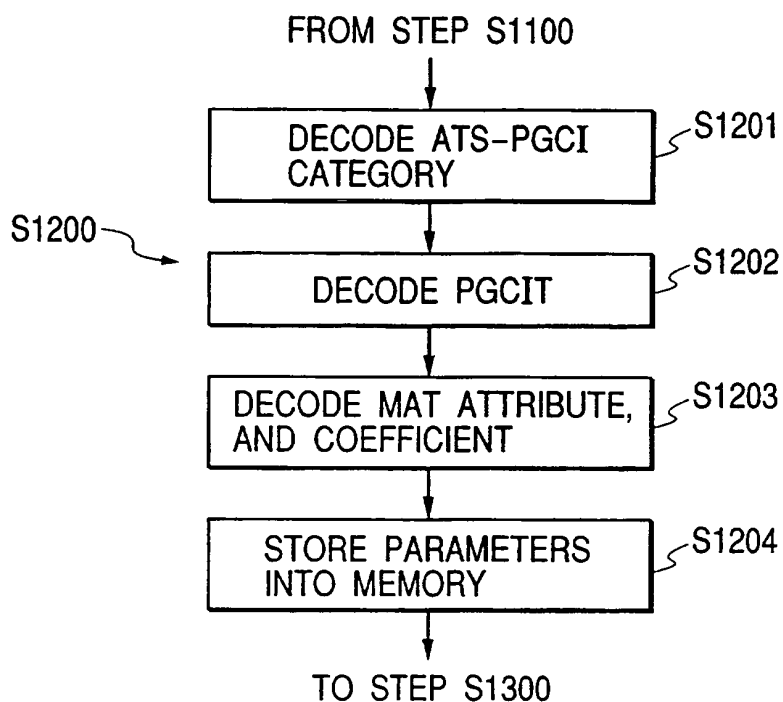 FROM STEP S1100
DECODE ATS-PGCI
CATEGORY
S1201
S1200
DECODE PGCIT
S1202
DECODE MAT ATTRIBUTE,
AND COEFFICIENT
S1203
STORE PARAMETERS
INTO MEMORY
S1204
TO STEP S1300